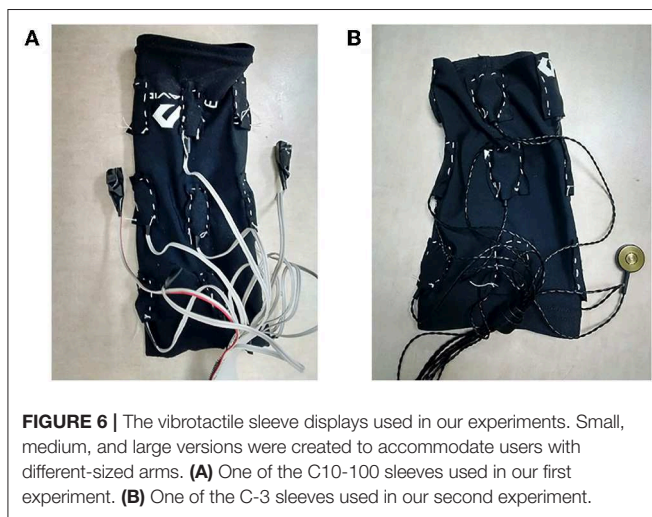 A
B
FIGURE 6 | The vibrotactile sleeve displays used in our experiments. Small,
medium, and large versions were created to accommodate users with
different-sized arms. (A) One of the C10-100 sleeves used in our first
experiment. (B) One of the C-3 sleeves used in our second experiment.